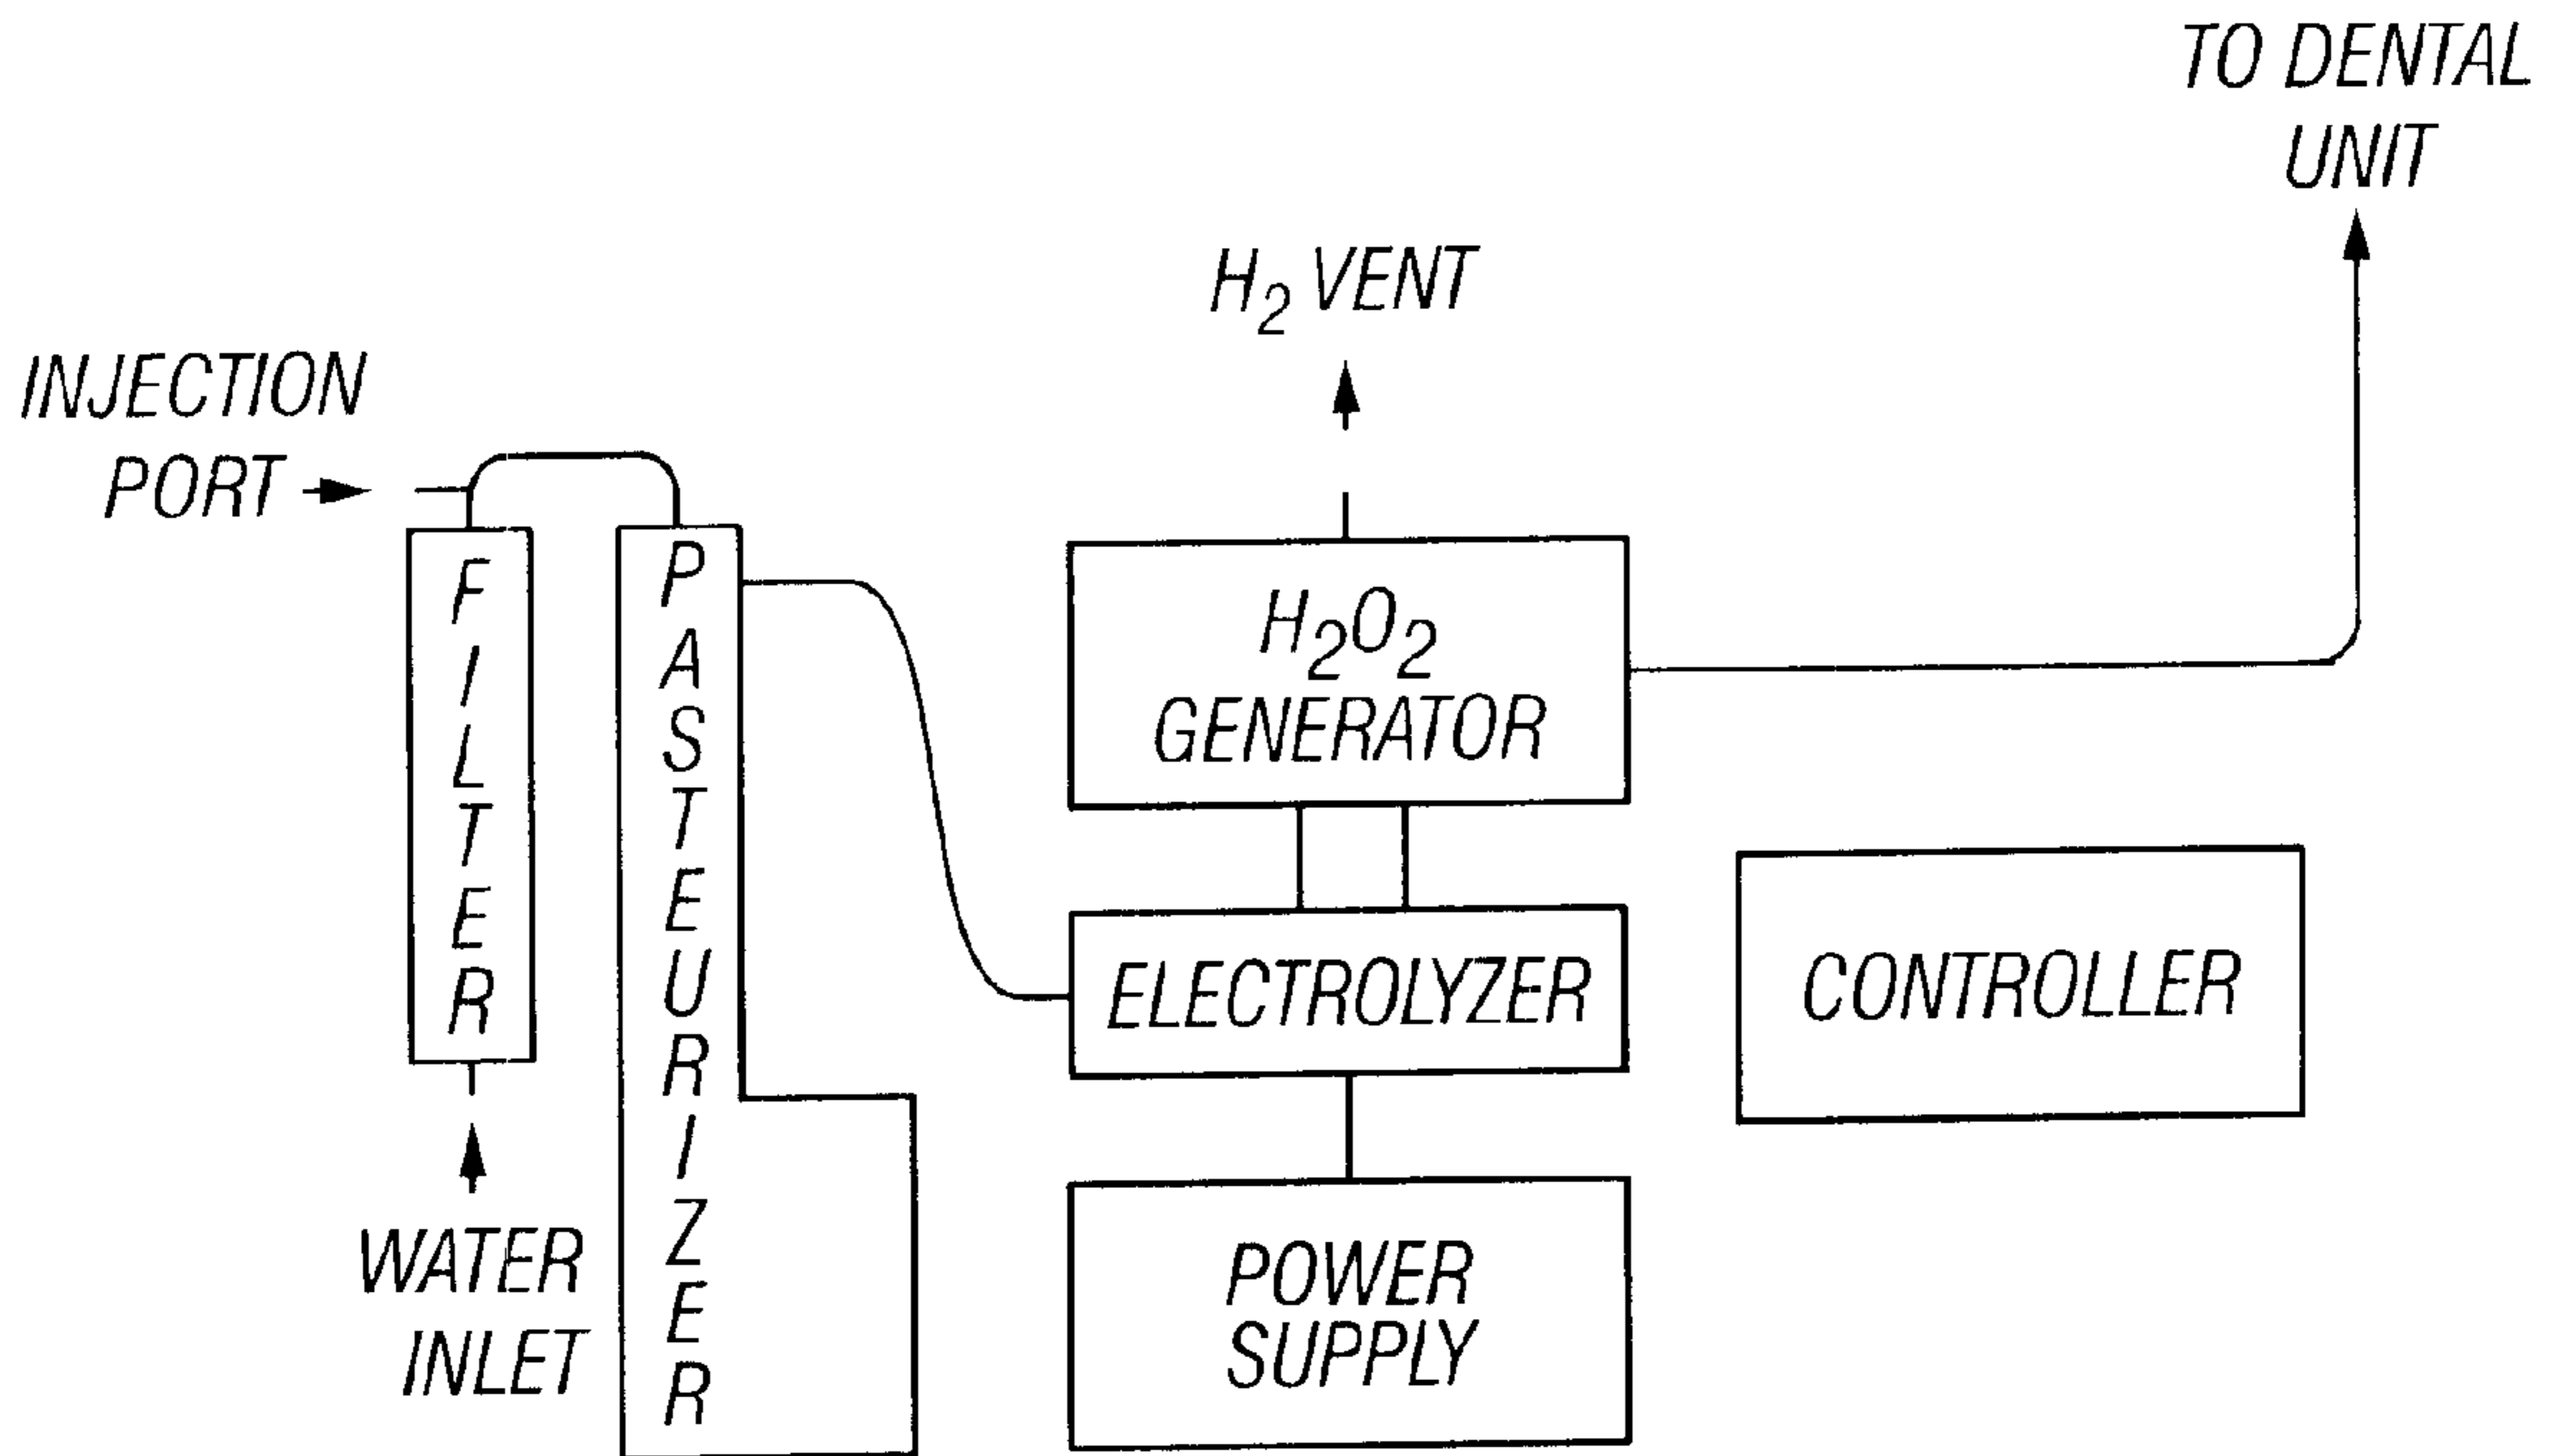 TO DENTAL
UNIT
H₂ VENT
INJECTION
PORT
FILTER
PASTEURIZER
H₂O₂
GENERATOR
ELECTROLYZER
CONTROLLER
WATER
INLET
POWER
SUPPLY